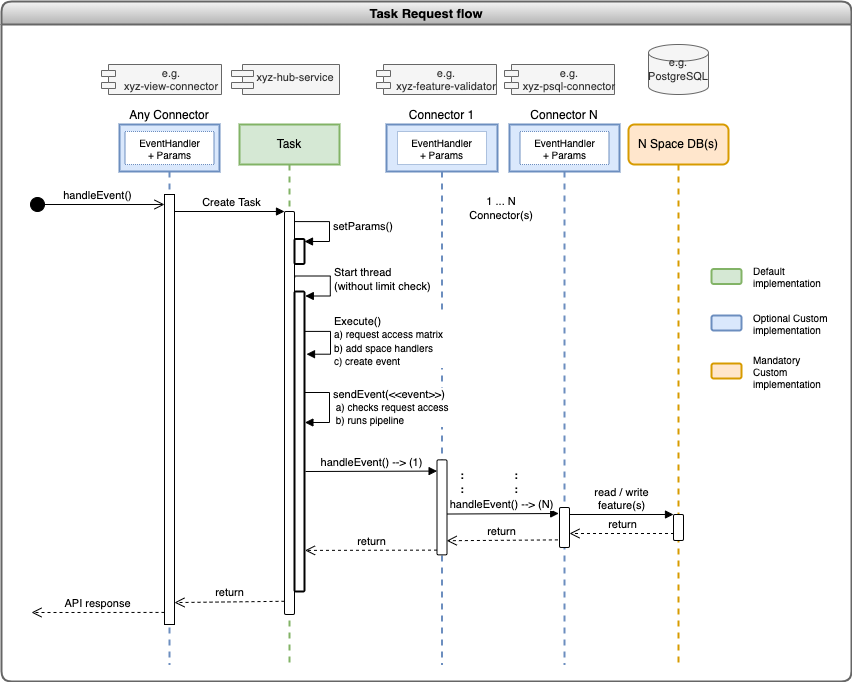 Task Request flow
e.g.
xyz-view-connector
xyz-hub-service
e.g.
xyz-feature-validator
e.g.
xyz-psql-connector
e.g.
PostgreSQL
Any Connector
Connector 1
Connector N
EventHandler
+ Params
Task
EventHandler
+ Params
EventHandler
+ Params
N Space DB(s)
handleEvent()
Create Task
1 ... N
Connector(s)
setParams()
Start thread
(without limit check)
Default
implementation
Execute()
a) request access matrix
b) add space handlers
c) create event
Optional Custom
implementation
Mandatory
Custom
implementation
sendEvent(<<event>>)
a) checks request access
b) runs pipeline
handleEvent() --> (1)
:
:
:
:
handleEvent() --> (N)
read / write
feature(s)
return
return
return
return
API response